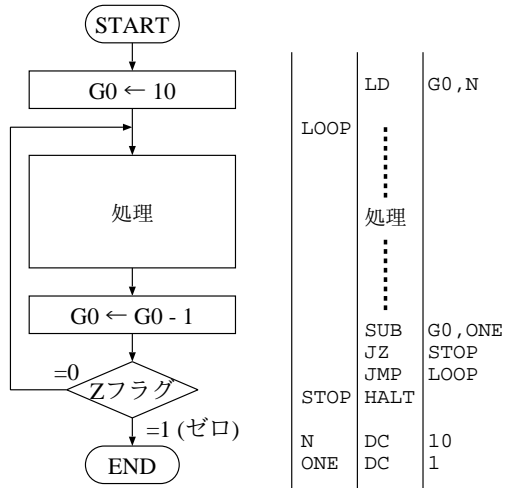 START
G0 ← 10
処理
G0 ← G0 - 1
=0
Zフラグ
=1 (ゼロ)
END
LD G0,N
LOOP
処理
SUB G0,ONE
JZ STOP
JMP LOOP
STOP HALT
N DC 10
ONE DC 1